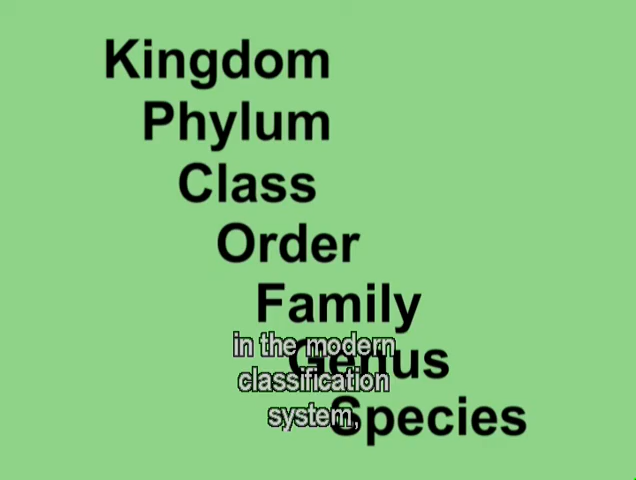 Kingdom
Phylum
Class
Order
Family
Genus
Species
in the modern
classification
system,